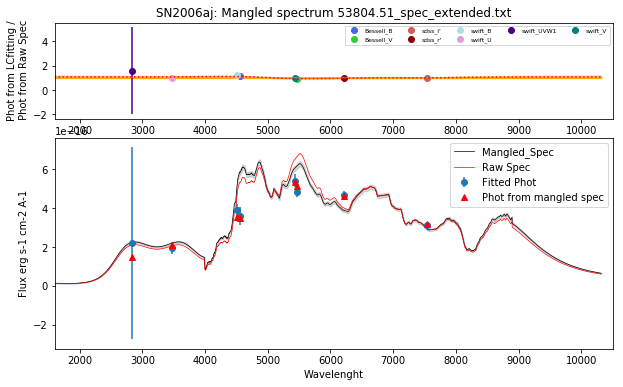 SN2006aj: Mangled spectrum 53804.51_spec_extended.txt
Phot from LCfitting /
Phot from Raw Spec
4
2
0
−2
Bessell_B
Bessell_V
sdss_i'
sdss_r'
swift_B
swift_U
swift_UVW1
swift_V
2000 3000 4000 5000 6000 7000 8000 9000 10000
Flux erg s-1 cm-2 A-1
6
4
2
0
−2
Mangled_Spec
Raw Spec
Fitted Phot
Phot from mangled spec
2000 3000 4000 5000 6000 7000 8000 9000 10000
Wavelenght